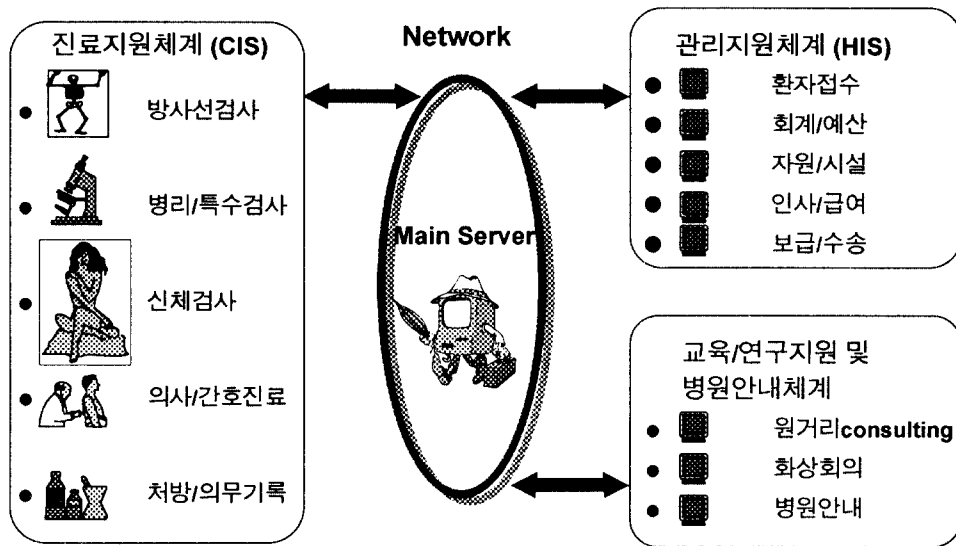 진료지원체계 (CIS)
방사선검사
병리/특수검사
신체검사
의사/간호진료
처방/의무기록
Network
Main Server
관리지원체계 (HIS)
환자접수
회계/예산
자원/시설
인사/급여
보급/수송
교육/연구지원 및
병원안내체계
원거리consulting
화상회의
병원안내